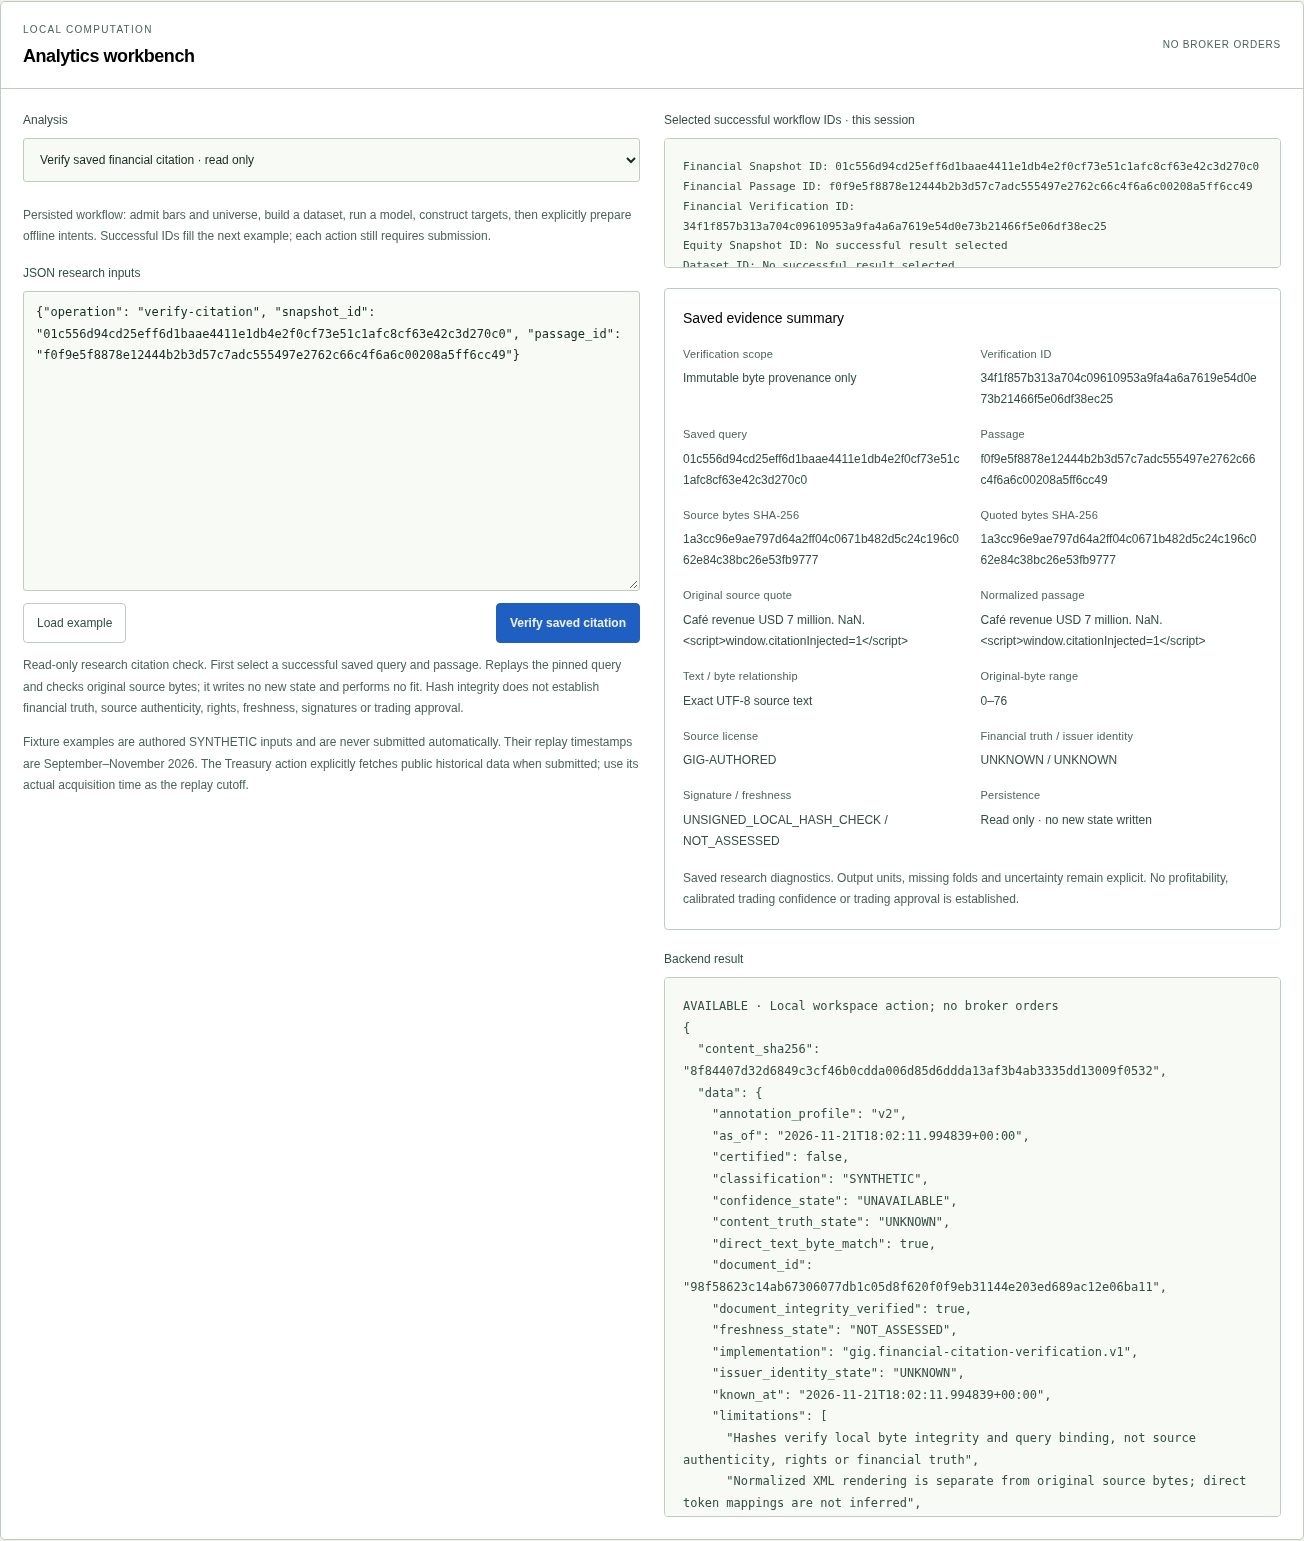 LOCAL COMPUTATION
Analytics workbench
NO BROKER ORDERS
Analysis
Verify saved financial citation · read only
Persisted workflow: admit bars and universe, build a dataset, run a model, construct targets, then explicitly prepare
offline intents. Successful IDs fill the next example; each action still requires submission.
JSON research inputs
{"operation": "verify-citation", "snapshot_id":
"01c556d94cd25eff6d1baae4411e1db4e2f0cf73e51c1afc8cf63e42c3d270c0", "passage_id":
"f0f9e5f8878e12444b2b3d57c7adc555497e2762c66c4f6a6c00208a5ff6cc49"}
Load example
Verify saved citation
Read-only research citation check. First select a successful saved query and passage. Replays the pinned query
and checks original source bytes; it writes no new state and performs no fit. Hash integrity does not establish
financial truth, source authenticity, rights, freshness, signatures or trading approval.
Fixture examples are authored SYNTHETIC inputs and are never submitted automatically. Their replay timestamps
are September–November 2026. The Treasury action explicitly fetches public historical data when submitted; use its
actual acquisition time as the replay cutoff.
Selected successful workflow IDs · this session
Financial Snapshot ID: 01c556d94cd25eff6d1baae4411e1db4e2f0cf73e51c1afc8cf63e42c3d270c0
Financial Passage ID: f0f9e5f8878e12444b2b3d57c7adc555497e2762c66c4f6a6c00208a5ff6cc49
Financial Verification ID:
34f1f857b313a704c09610953a9fa4a6a7619e54d0e73b21466f5e06df38ec25
Equity Snapshot ID: No successful result selected
Dataset ID: No successful result selected
Saved evidence summary
Verification scope
Immutable byte provenance only
Verification ID
34f1f857b313a704c09610953a9fa4a6a7619e54d0e
73b21466f5e06df38ec25
Saved query
01c556d94cd25eff6d1baae4411e1db4e2f0cf73e51c
1afc8cf63e42c3d270c0
Passage
f0f9e5f8878e12444b2b3d57c7adc555497e2762c66
c4f6a6c00208a5ff6cc49
Source bytes SHA-256
1a3cc96e9ae797d64a2ff04c0671b482d5c24c196c0
62e84c38bc26e53fb9777
Quoted bytes SHA-256
1a3cc96e9ae797d64a2ff04c0671b482d5c24c196c0
62e84c38bc26e53fb9777
Original source quote
Café revenue USD 7 million. NaN.
<script>window.citationInjected=1</script>
Normalized passage
Café revenue USD 7 million. NaN.
<script>window.citationInjected=1</script>
Text / byte relationship
Exact UTF-8 source text
Original-byte range
0–76
Source license
GIG-AUTHORED
Financial truth / issuer identity
UNKNOWN / UNKNOWN
Signature / freshness
UNSIGNED_LOCAL_HASH_CHECK /
NOT_ASSESSED
Persistence
Read only · no new state written
Saved research diagnostics. Output units, missing folds and uncertainty remain explicit. No profitability,
calibrated trading confidence or trading approval is established.
Backend result
AVAILABLE · Local workspace action; no broker orders
{
"content_sha256":
"8f84407d32d6849c3cf46b0cdda006d85d6ddda13af3b4ab3335dd13009f0532",
"data": {
"annotation_profile": "v2",
"as_of": "2026-11-21T18:02:11.994839+00:00",
"certified": false,
"classification": "SYNTHETIC",
"confidence_state": "UNAVAILABLE",
"content_truth_state": "UNKNOWN",
"direct_text_byte_match": true,
"document_id":
"98f58623c14ab67306077db1c05d8f620f0f9eb31144e203ed689ac12e06ba11",
"document_integrity_verified": true,
"freshness_state": "NOT_ASSESSED",
"implementation": "gig.financial-citation-verification.v1",
"issuer_identity_state": "UNKNOWN",
"known_at": "2026-11-21T18:02:11.994839+00:00",
"limitations": [
"Hashes verify local byte integrity and query binding, not source
authenticity, rights or financial truth",
"Normalized XML rendering is separate from original source bytes; direct
token mappings are not inferred",